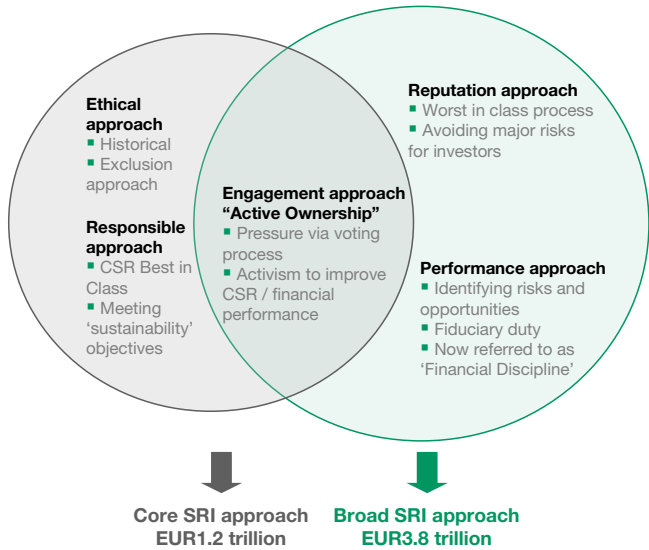 Ethical
approach
▪ Historical
▪ Exclusion
approach
Responsible
approach
▪ CSR Best in
Class
▪ Meeting
‘sustainability’
objectives
Engagement approach
“Active Ownership”
▪ Pressure via voting
process
▪ Activism to improve
CSR / financial
performance
Reputation approach
▪ Worst in class process
▪ Avoiding major risks
for investors
Performance approach
▪ Identifying risks and
opportunities
▪ Fiduciary duty
▪ Now referred to as
‘Financial Discipline’
Core SRI approach
EUR1.2 trillion
Broad SRI approach
EUR3.8 trillion